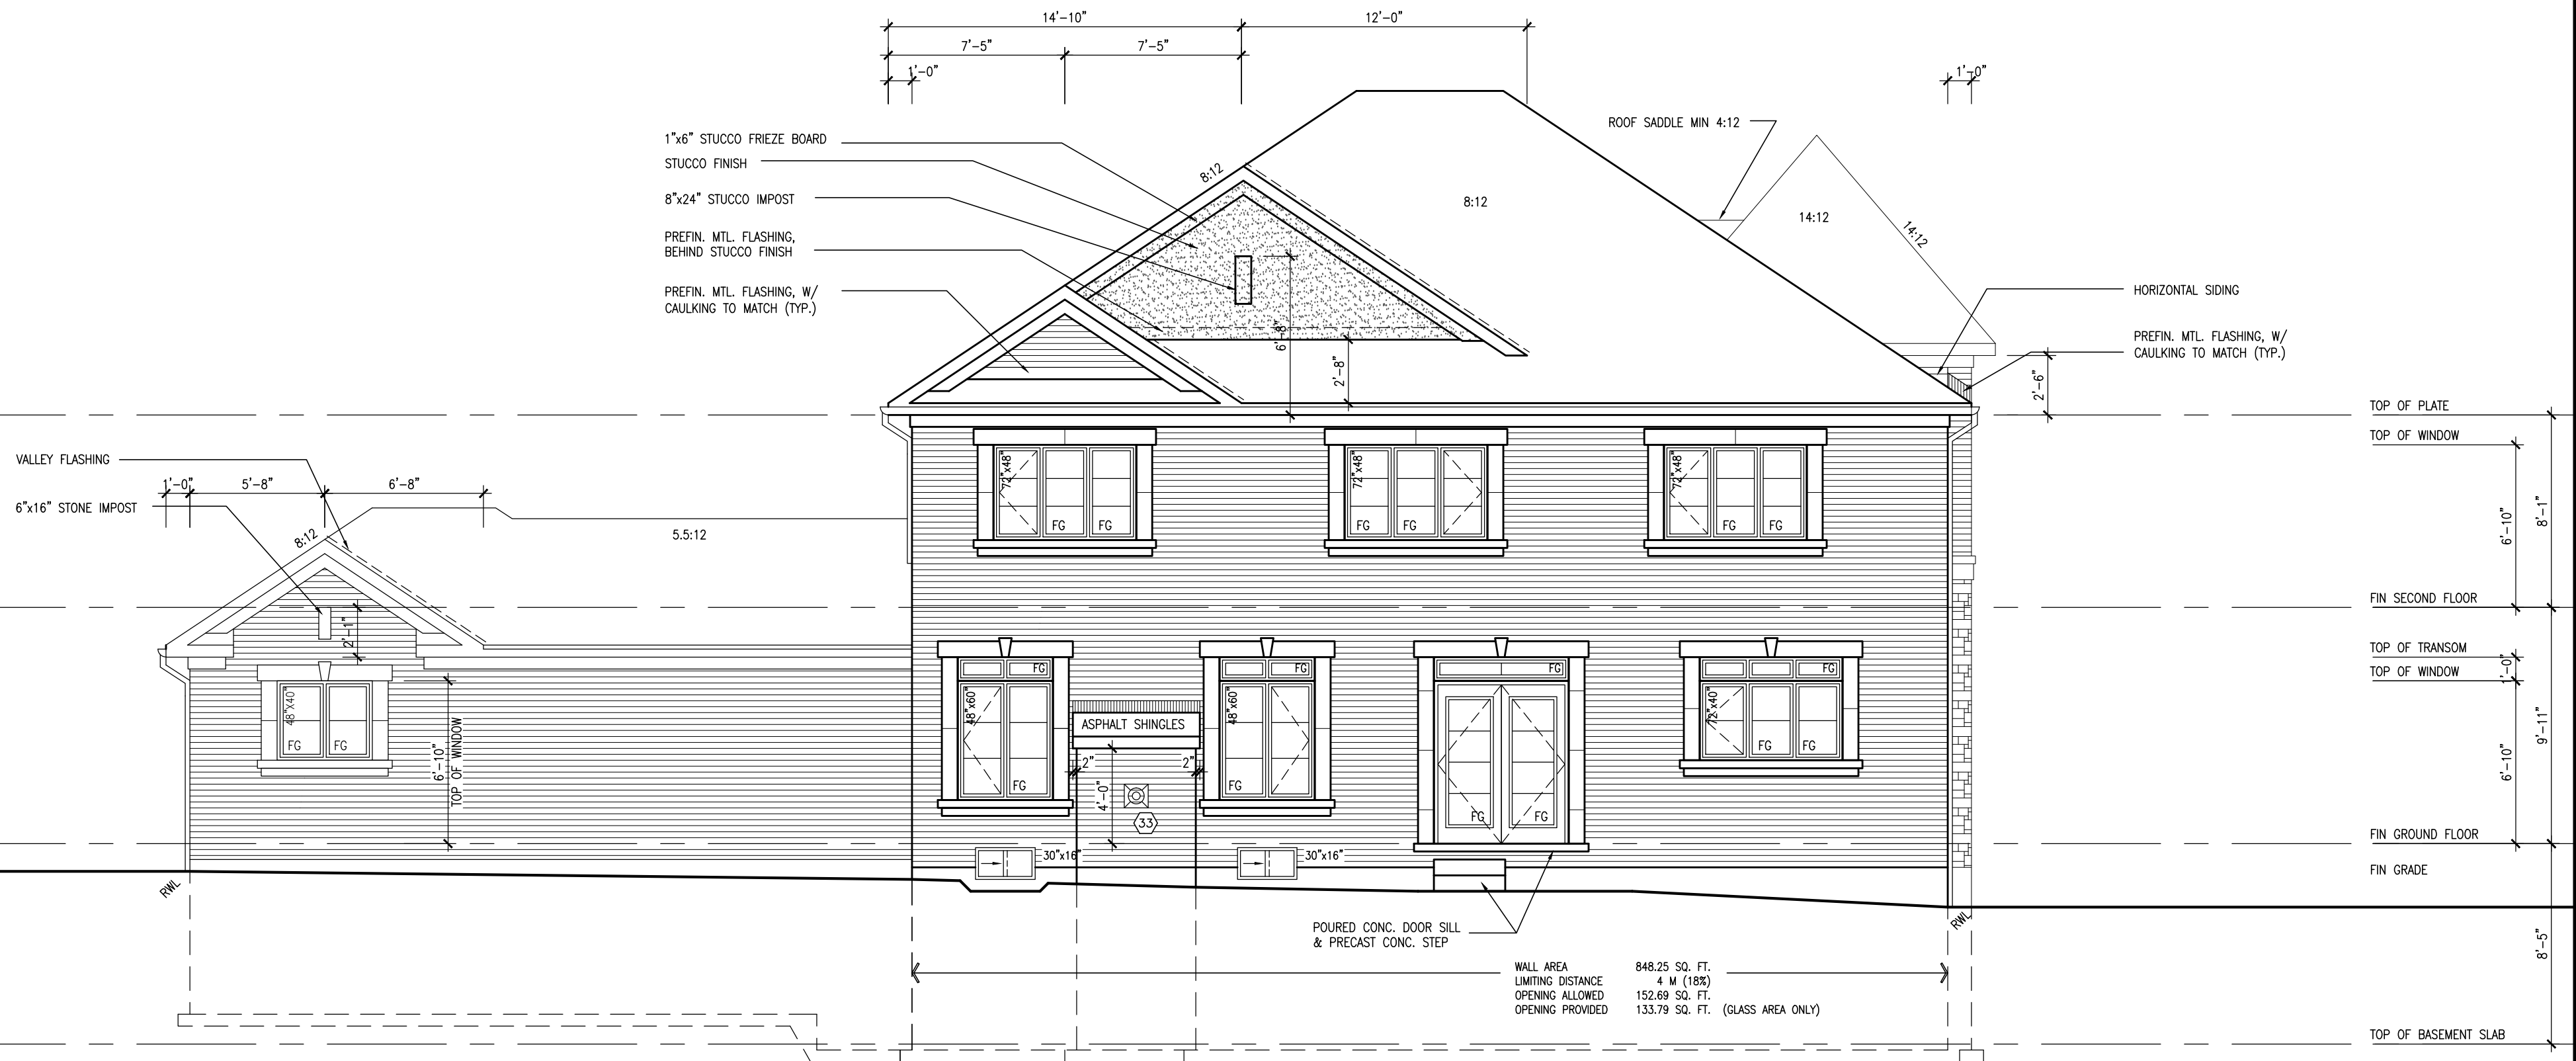 14'-10"
12'-0"
7'-5"
7'-5"
1'-0"
1'-0"
1"x6" STUCCO FRIEZE BOARD
STUCCO FINISH
8"x24" STUCCO IMPOST
PREFIN. MTL. FLASHING,
BEHIND STUCCO FINISH
PREFIN. MTL. FLASHING, W/
CAULKING TO MATCH (TYP.)
ROOF SADDLE MIN 4:12
8:12
8:12
14:12
14:12
HORIZONTAL SIDING
PREFIN. MTL. FLASHING, W/
CAULKING TO MATCH (TYP.)
6'-8"
2'-8"
2'-6"
TOP OF PLATE
TOP OF WINDOW
VALLEY FLASHING
6"x16" STONE IMPOST
1'-0"
5'-8"
6'-8"
8:12
5.5:12
72"x48"
FG
FG
72"x48"
FG
FG
72"x48"
FG
FG
6'-10"
8'-1"
FIN SECOND FLOOR
2'-1"
TOP OF TRANSOM
TOP OF WINDOW
1'-0"
48"x40"
FG
FG
6'-10"
TOP OF WINDOW
FG
48"x60"
FG
ASPHALT SHINGLES
2"
2"
4'-0"
33
FG
48"x60"
FG
FG
FG
FG
FG
72"x40"
FG
FG
6'-10"
9'-11"
FIN GROUND FLOOR
FIN GRADE
30"x16"
30"x16"
RWL
RWL
POURED CONC. DOOR SILL
& PRECAST CONC. STEP
WALL AREA 848.25 SQ. FT.
LIMITING DISTANCE 4 M (18%)
OPENING ALLOWED 152.69 SQ. FT.
OPENING PROVIDED 133.79 SQ. FT. (GLASS AREA ONLY)
8'-5"
TOP OF BASEMENT SLAB